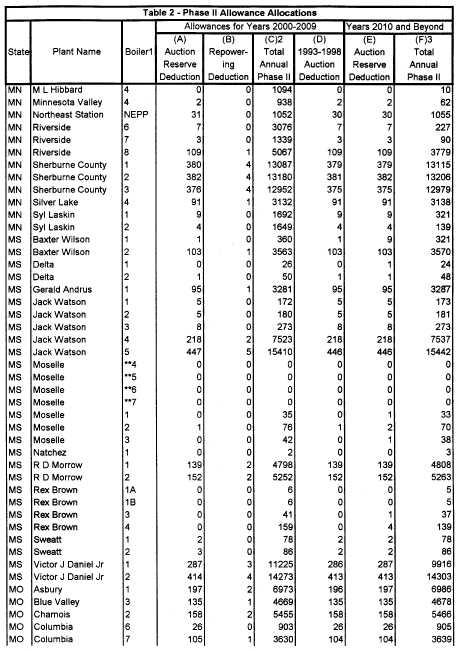 Table 2 - Phase II Allowance Allocations
Allowances for Years 2000-2009 Years 2010 and Beyond
(A) (B) (C)2 (D) (E) (F)3
Auction Repower- Total 1993-1998 Auction Total
State Plant Name Boiler1 Reserve ing Annual Auction Reserve Annual
Deduction Deduction Phase II Deduction Deduction Phase II
MN M L Hibbard 4 0 0 1094 0 0 10
MN Minnesota Valley 4 2 0 938 2 2 62
MN Northeast Station NEPP 31 0 1052 30 30 1055
MN Riverside 6 7 0 3076 7 7 227
MN Riverside 7 3 0 1339 3 3 90
MN Riverside 8 109 1 5067 109 109 3779
MN Sherburne County 1 380 4 13087 379 379 13115
MN Sherburne County 2 382 4 13180 381 382 13206
MN Sherburne County 3 376 4 12952 375 375 12979
MN Silver Lake 4 91 1 3132 91 91 3138
MN Syl Laskin 1 9 0 1692 9 9 321
MN Syl Laskin 2 4 0 1649 4 4 139
MS Baxter Wilson 1 1 0 360 1 9 321
MS Baxter Wilson 2 103 1 3563 103 103 3570
MS Delta 1 0 0 26 0 1 24
MS Delta 2 1 0 50 1 1 48
MS Gerald Andrus 1 95 1 3281 95 95 3287
MS Jack Watson 1 5 0 172 5 5 173
MS Jack Watson 2 5 0 180 5 5 181
MS Jack Watson 3 8 0 273 8 8 273
MS Jack Watson 4 218 2 7523 218 218 7537
MS Jack Watson 5 447 5 15410 446 446 15442
MS Moselle **4 0 0 0 0 0 0
MS Moselle **5 0 0 0 0 0 0
MS Moselle **6 0 0 0 0 0 0
MS Moselle **7 0 0 0 0 0 0
MS Moselle 1 0 0 35 0 1 33
MS Moselle 2 1 0 76 1 2 70
MS Moselle 3 0 0 42 0 1 38
MS Natchez 1 0 0 2 0 0 3
MS R D Morrow 1 139 2 4798 139 139 4808
MS R D Morrow 2 152 2 5252 152 152 5263
MS Rex Brown 1A 0 0 6 0 0 5
MS Rex Brown 1B 0 0 6 0 0 5
MS Rex Brown 3 0 0 41 0 1 37
MS Rex Brown 4 0 0 159 0 4 139
MS Sweatt 1 2 0 78 2 2 78
MS Sweatt 2 3 0 86 2 2 86
MS Victor J Daniel Jr 1 287 3 11225 286 287 9916
MS Victor J Daniel Jr 2 414 4 14273 413 413 14303
MO Asbury 1 197 2 6973 196 197 6986
MO Blue Valley 3 135 1 4669 135 135 4678
MO Chamois 2 158 2 5455 158 158 5466
MO Columbia 6 26 0 903 26 26 905
MO Columbia 7 105 1 3630 104 104 3639